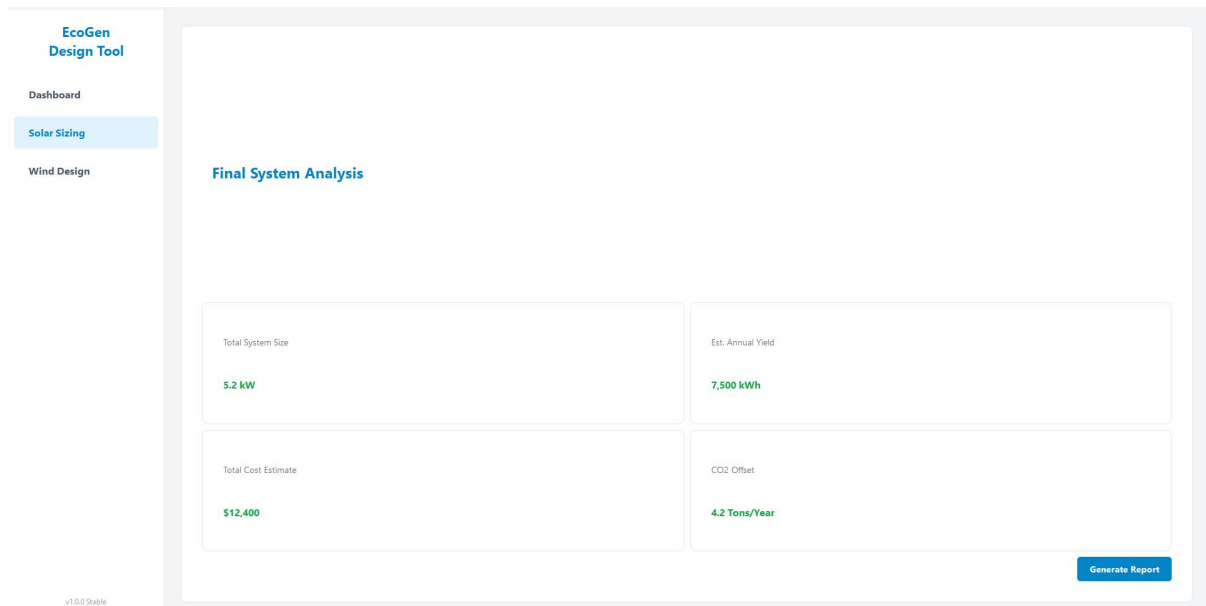 EcoGen
Design Tool
Dashboard
Solar Sizing
Wind Design
v1.0.0 Stable
Final System Analysis
Total System Size
5.2 kW
Est. Annual Yield
7,500 kWh
Total Cost Estimate
$12,400
CO2 Offset
4.2 Tons/Year
Generate Report